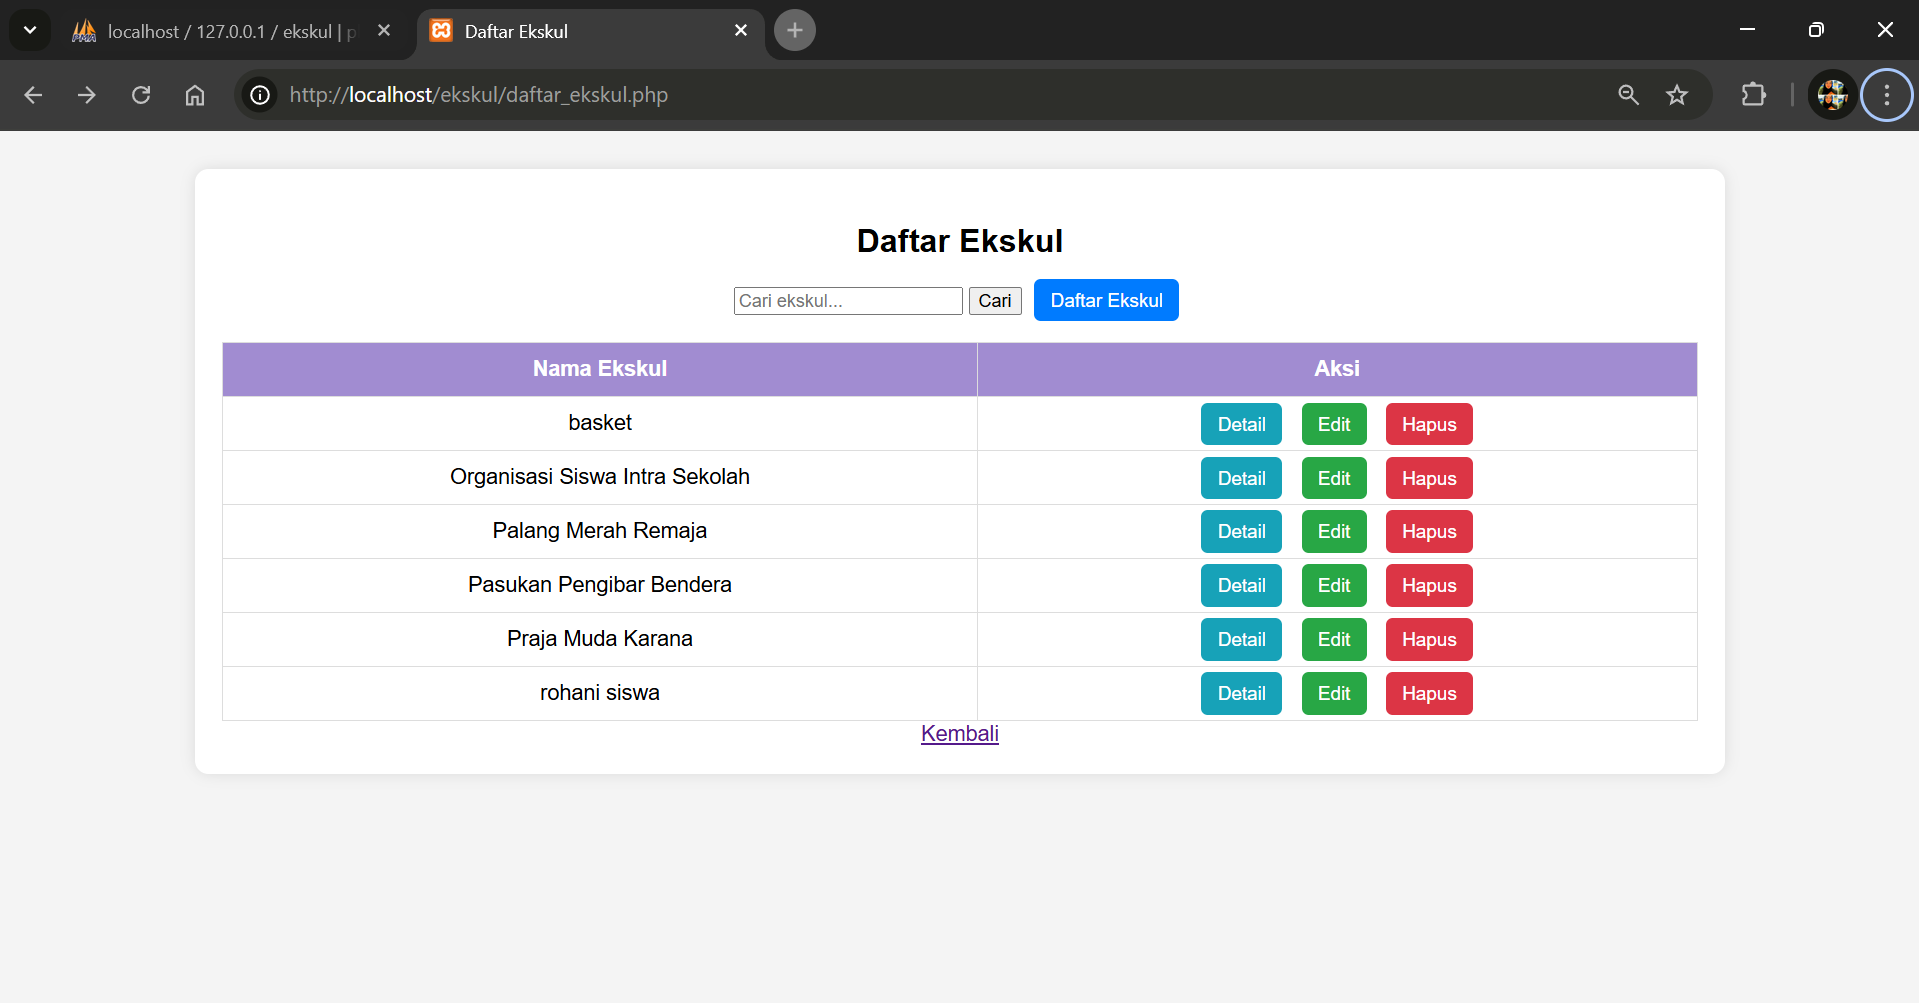 localhost / 127.0.0.1 / ekskul | p
Daftar Ekskul
http://localhost/ekskul/daftar_ekskul.php
Daftar Ekskul
Cari ekskul... Cari Daftar Ekskul
Nama Ekskul Aksi
basket Detail Edit Hapus
Organisasi Siswa Intra Sekolah Detail Edit Hapus
Palang Merah Remaja Detail Edit Hapus
Pasukan Pengibar Bendera Detail Edit Hapus
Praja Muda Karana Detail Edit Hapus
rohani siswa Detail Edit Hapus
Kembali